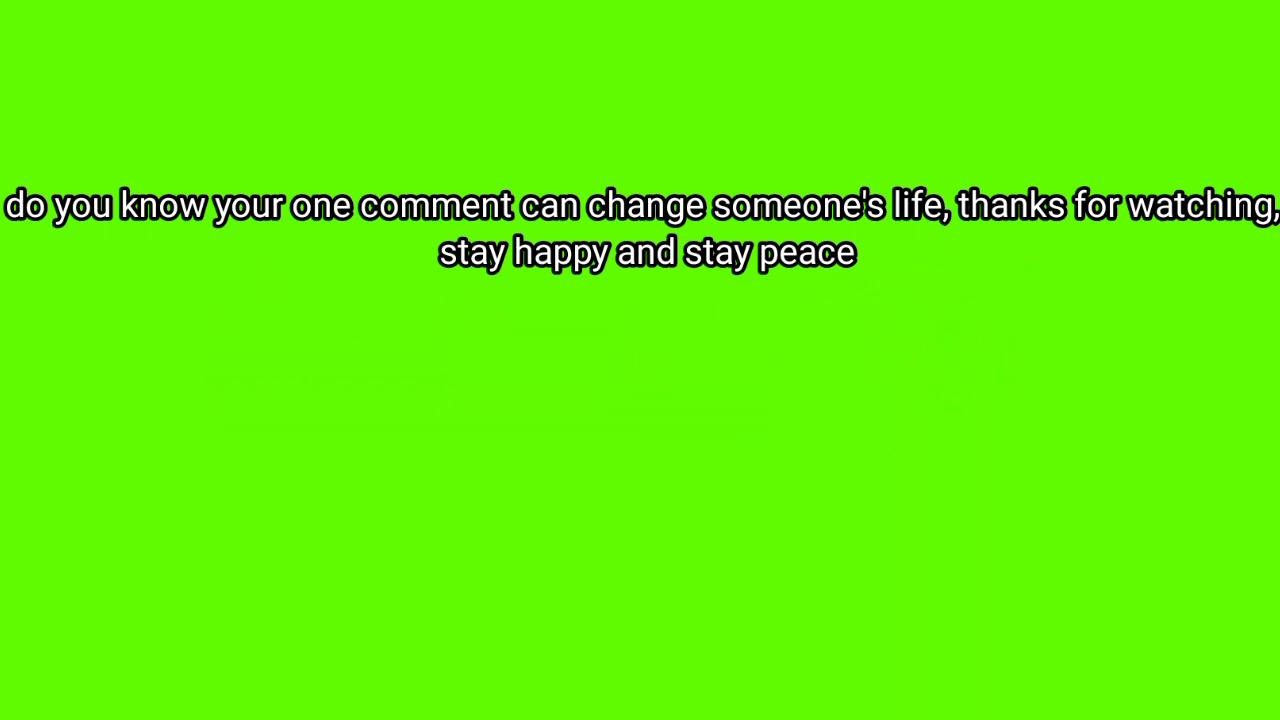 do you know your one comment can change someone's life, thanks for watching,
stay happy and stay peace